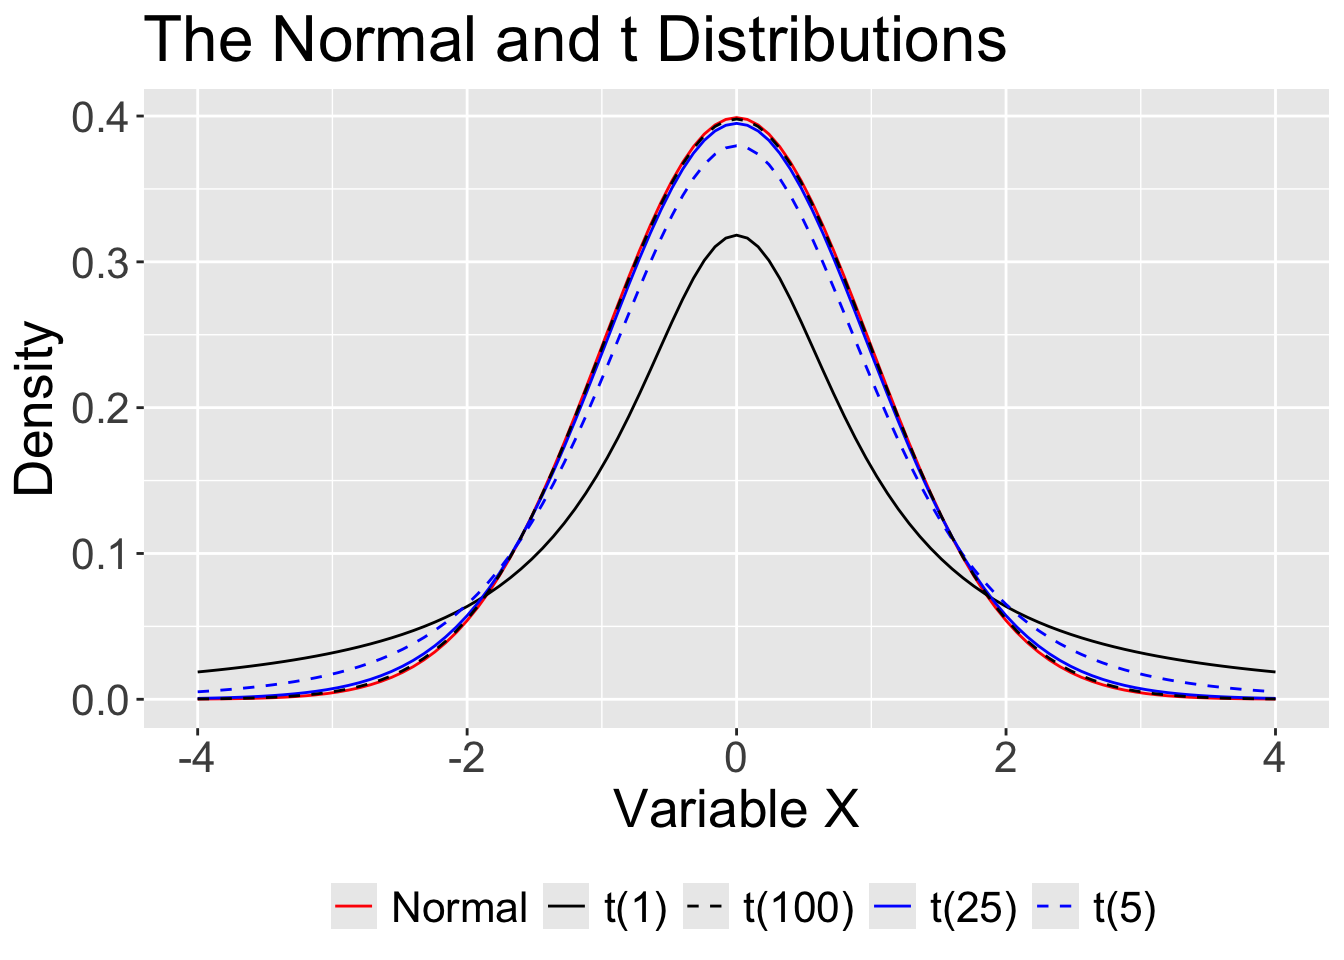 The Normal and t Distributions
0.4
0.3
0.2
0.1
0.0
Density
-4 -2 0 2 4
Variable X
Normal t(1) t(100) t(25) t(5)